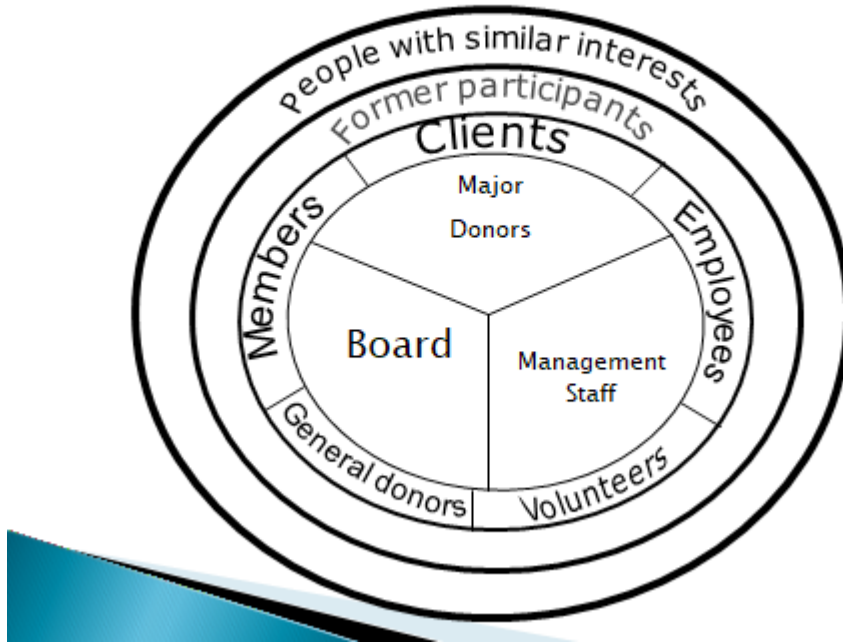 People with similar interests
Former participants
Clients
Major
Donors
Members
Employees
Board
Management
Staff
General donors
Volunteers